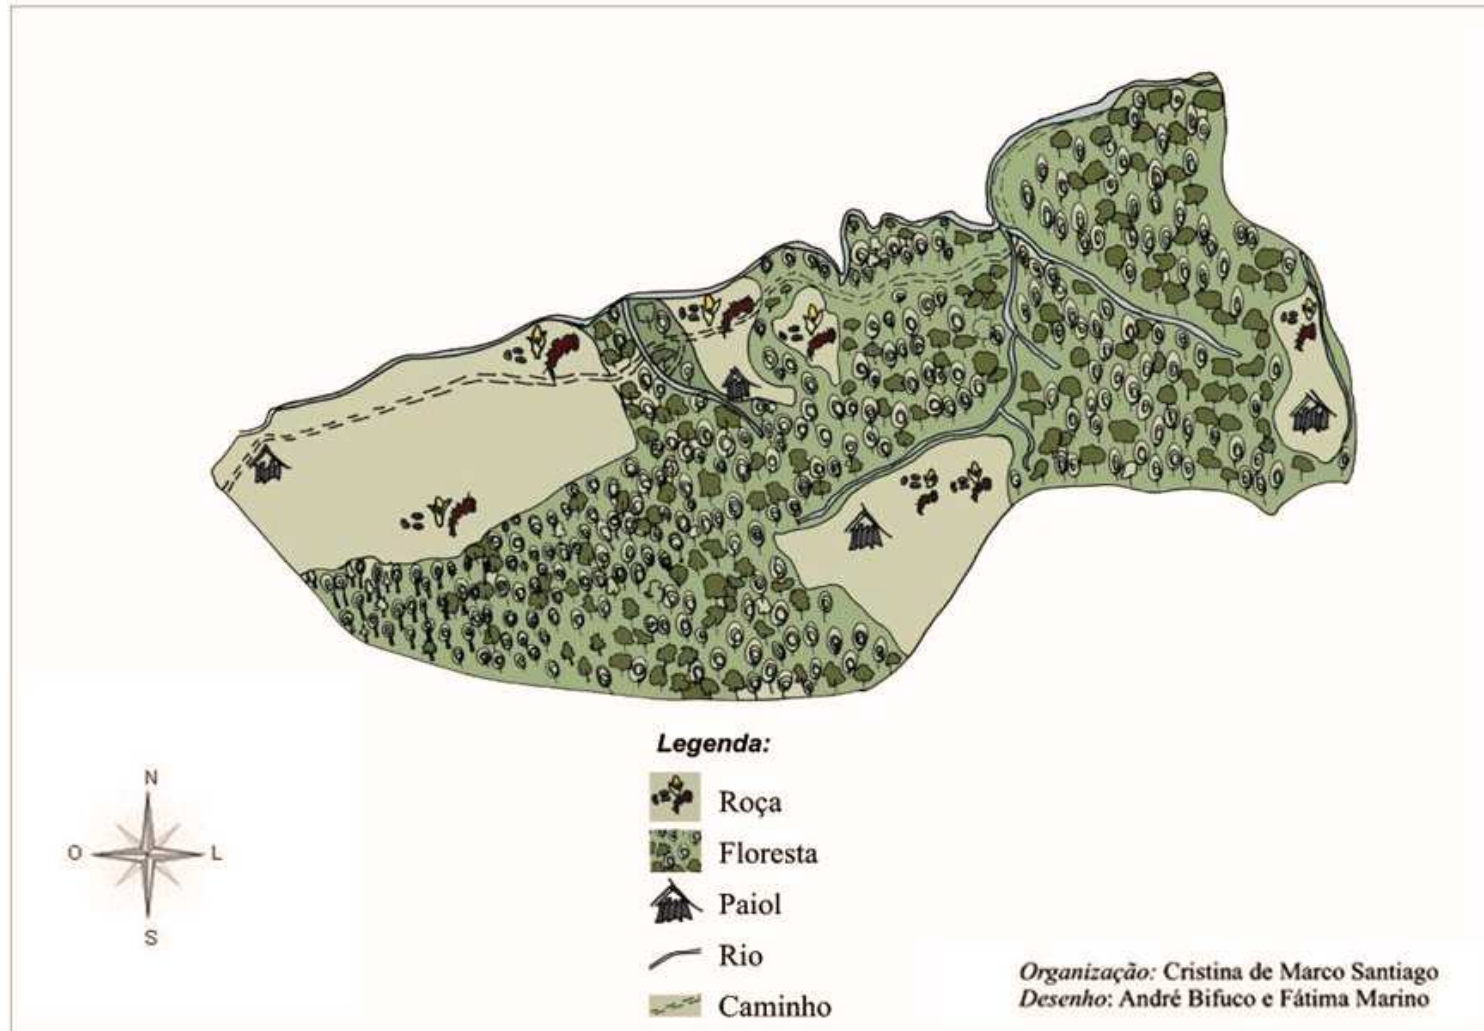 Legenda:
Roça
Floresta
Paiol
Rio
Caminho
N
O L
S
Organização: Cristina de Marco Santiago
Desenho: André Bifuco e Fátima Marino